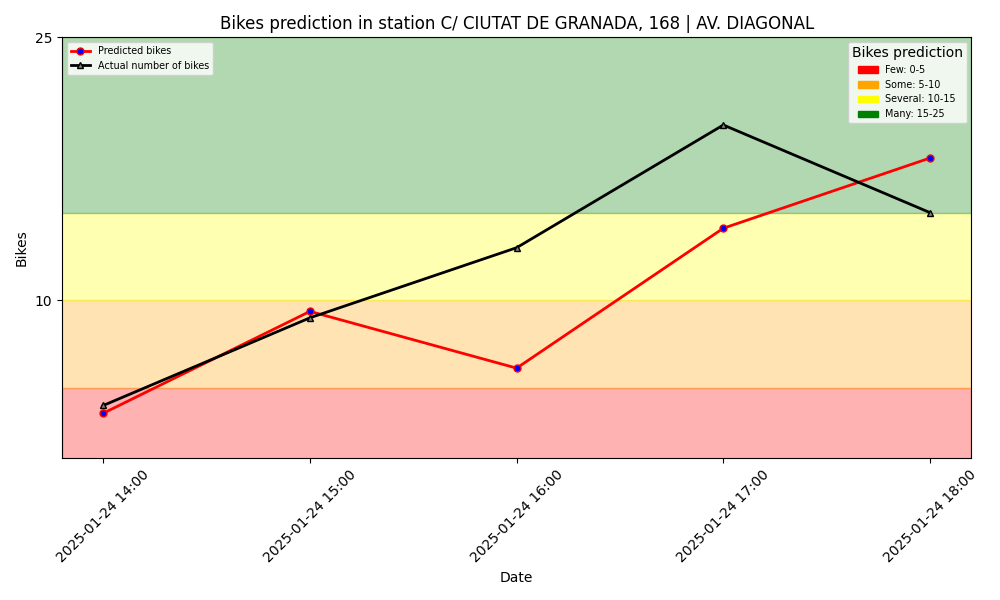 Bikes prediction in station C/ CIUTAT DE GRANADA, 168 | AV. DIAGONAL
25
10
Bikes
Predicted bikes
Actual number of bikes
Bikes prediction
Few: 0-5
Some: 5-10
Several: 10-15
Many: 15-25
2025-01-24 14:00
2025-01-24 15:00
2025-01-24 16:00
2025-01-24 17:00
2025-01-24 18:00
Date